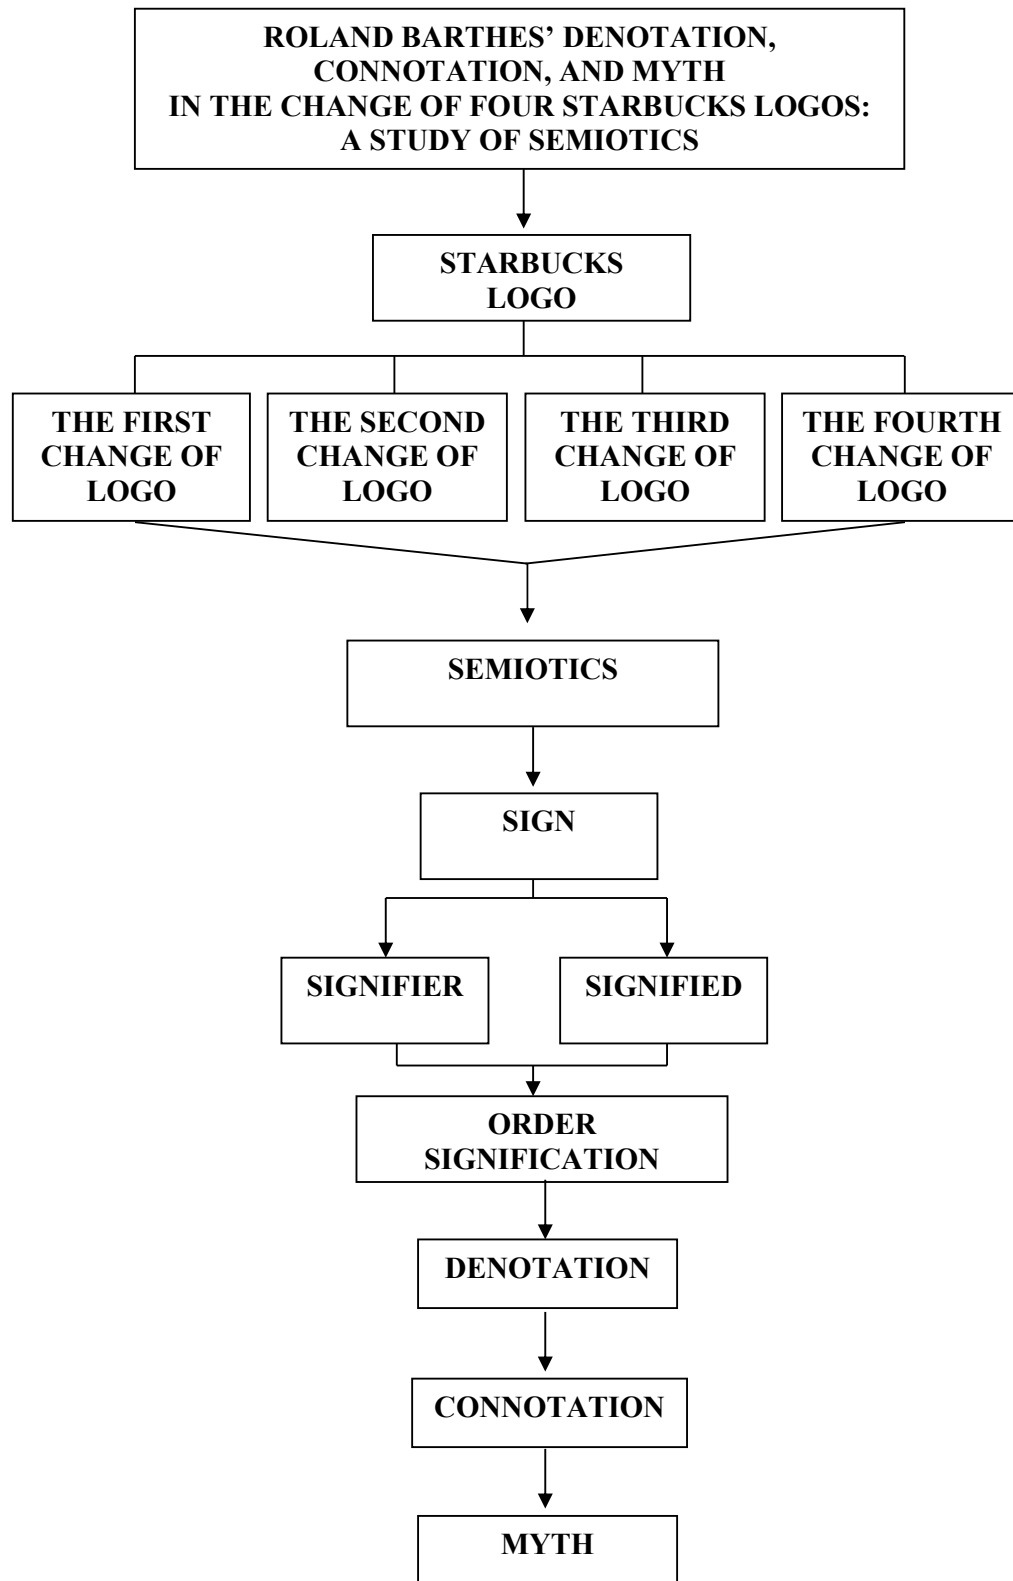 ROLAND BARTHES’ DENOTATION,
CONNOTATION, AND MYTH
IN THE CHANGE OF FOUR STARBUCKS LOGOS:
A STUDY OF SEMIOTICS
STARBUCKS
LOGO
THE FIRST
CHANGE OF
LOGO
THE SECOND
CHANGE OF
LOGO
THE THIRD
CHANGE OF
LOGO
THE FOURTH
CHANGE OF
LOGO
SEMIOTICS
SIGN
SIGNIFIER
SIGNIFIED
ORDER
SIGNIFICATION
DENOTATION
CONNOTATION
MYTH